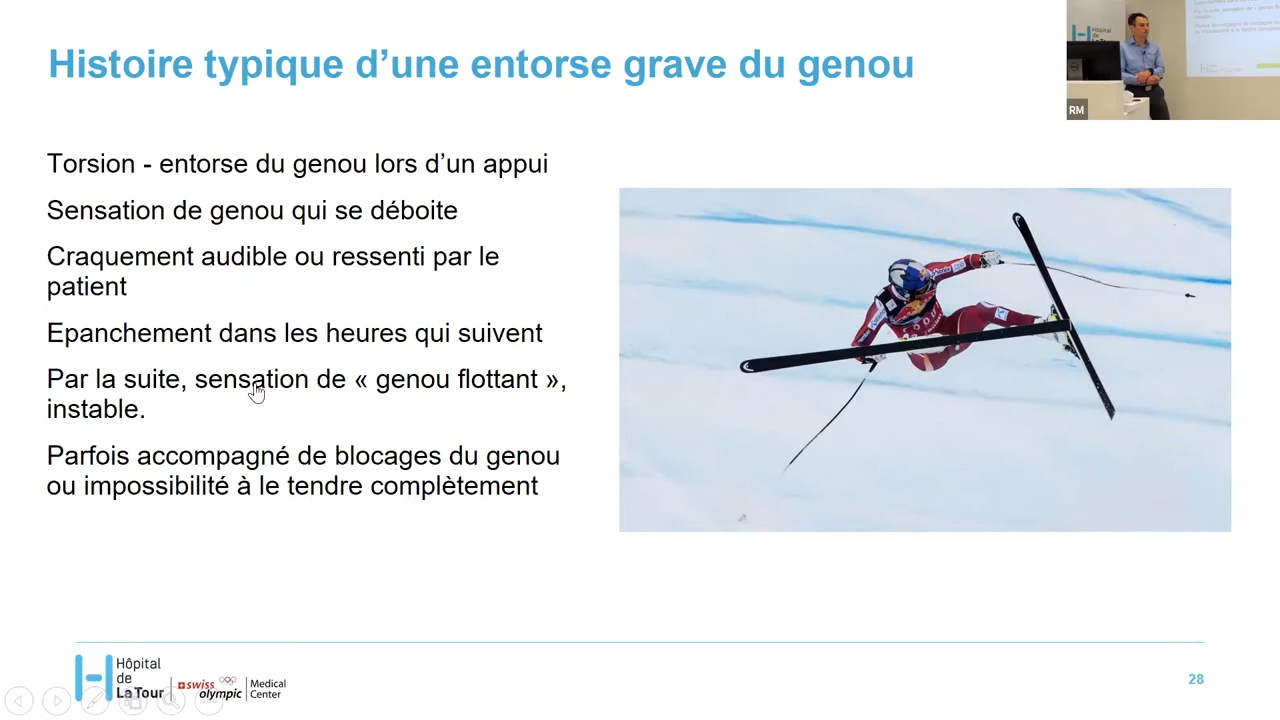 Histoire typique d’une entorse grave du genou
Torsion - entorse du genou lors d’un appui
Sensation de genou qui se déboite
Craquement audible ou ressenti par le
patient
Epanchement dans les heures qui suivent
Par la suite, sensation de « genou flottant »,
instable.
Parfois accompagné de blocages du genou
ou impossibilité à le tendre complètement
RM
Hôpital
de
La Tour
swiss olympic
Medical
Center
28